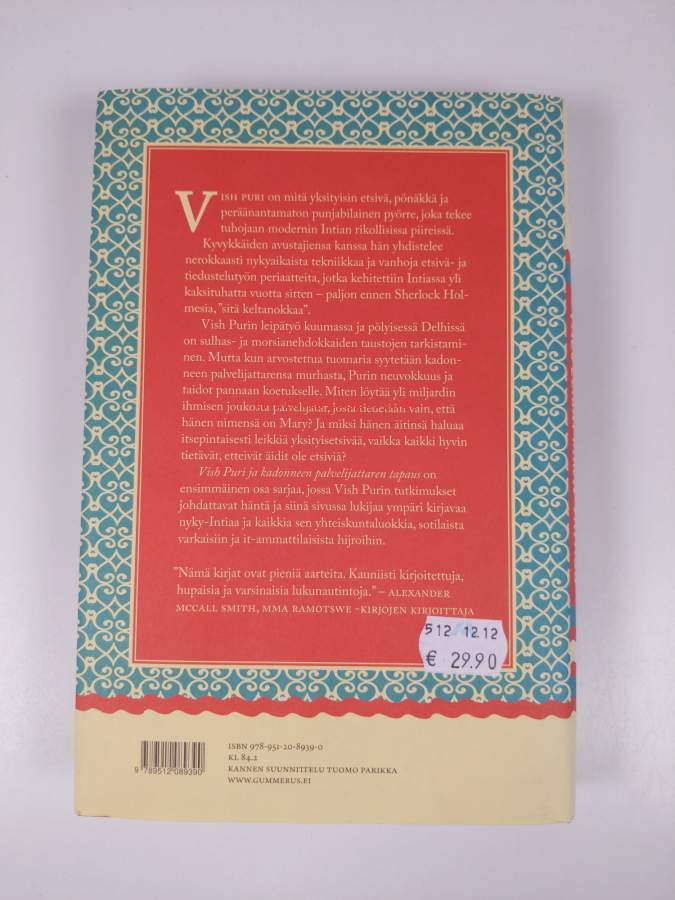 VISH PURI on mitä yksityisin etsivä, pönäkkä ja
peräänantamaton punjabilainen pyörre, joka tekee
tuhojaan modernin Intian rikollisissa piireissä.
Kyvykkäiden avustajiensa kanssa hän yhdistelee
nerokkaasti nykyaikaista tekniikkaa ja vanhoja etsivä- ja
tiedustelutyön periaatteita, jotka kehitettiin Intiassa yli
kaksituhatta vuotta sitten – paljon ennen Sherlock Hol-
mesia, "sitä keltanokkaa".
Vish Purin leipätyö kuumassa ja pölyisessä Delhissä
on sulhas- ja morsianehdokkaiden taustojen tarkistami-
nen. Mutta kun arvostettua tuomaria syytetään kadon-
neen palvelijattarensa murhasta, Purin neuvokkuus ja
taidot pannaan koetukselle. Miten löytää yli miljardin
ihmisen joukosta palvelijatar, josta tiedetään vain, että
hänen nimensä on Mary? Ja miksi hänen äitinsä haluaa
itsepintaisesti leikkiä yksityisetsivää, vaikka kaikki hyvin
tietävät, etteivät äidit ole etsiviä?
Vish Puri ja kadonneen palvelijattaren tapaus on
ensimmäinen osa sarjaa, jossa Vish Purin tutkimukset
johdattavat häntä ja siinä sivussa lukijaa ympäri kirjavaa
nyky-Intiaa ja kaikkia sen yhteiskuntaluokkia, sotilaista
varkaisiin ja it-ammattilaisista hijroihin.
"Nämä kirjat ovat pieniä aarteita. Kauniisti kirjoitettuja,
hupaisia ja varsinaisia lukunautintoja." – ALEXANDER
MCCALL SMITH, MMA RAMOTSWE -KIRJOJEN KIRJOITTAJA
512 12.12
€ 29.90
ISBN 978-951-20-8939-0
KL 84.2
KANNEN SUUNNITELU TUOMO PARIKKA
WWW.GUMMERUS.FI
9 789512 089390